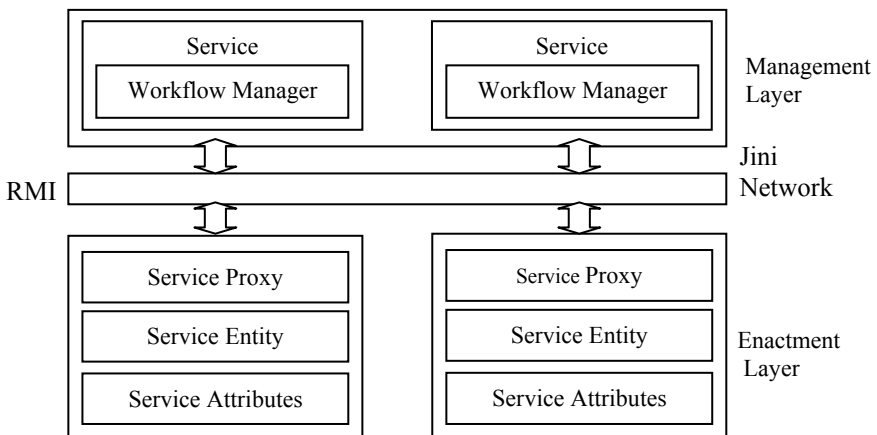 Service
Service
Workflow Manager
Workflow Manager
Management
Layer
Jini
Network
RMI
Service Proxy
Service Proxy
Service Entity
Service Entity
Enactment
Layer
Service Attributes
Service Attributes